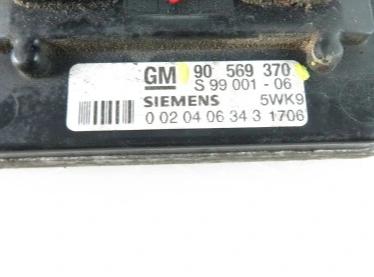 GM 90 569 370
S 99 001 - 06
SIEMENS 5WK9
0 02 04 06 34 3 1706